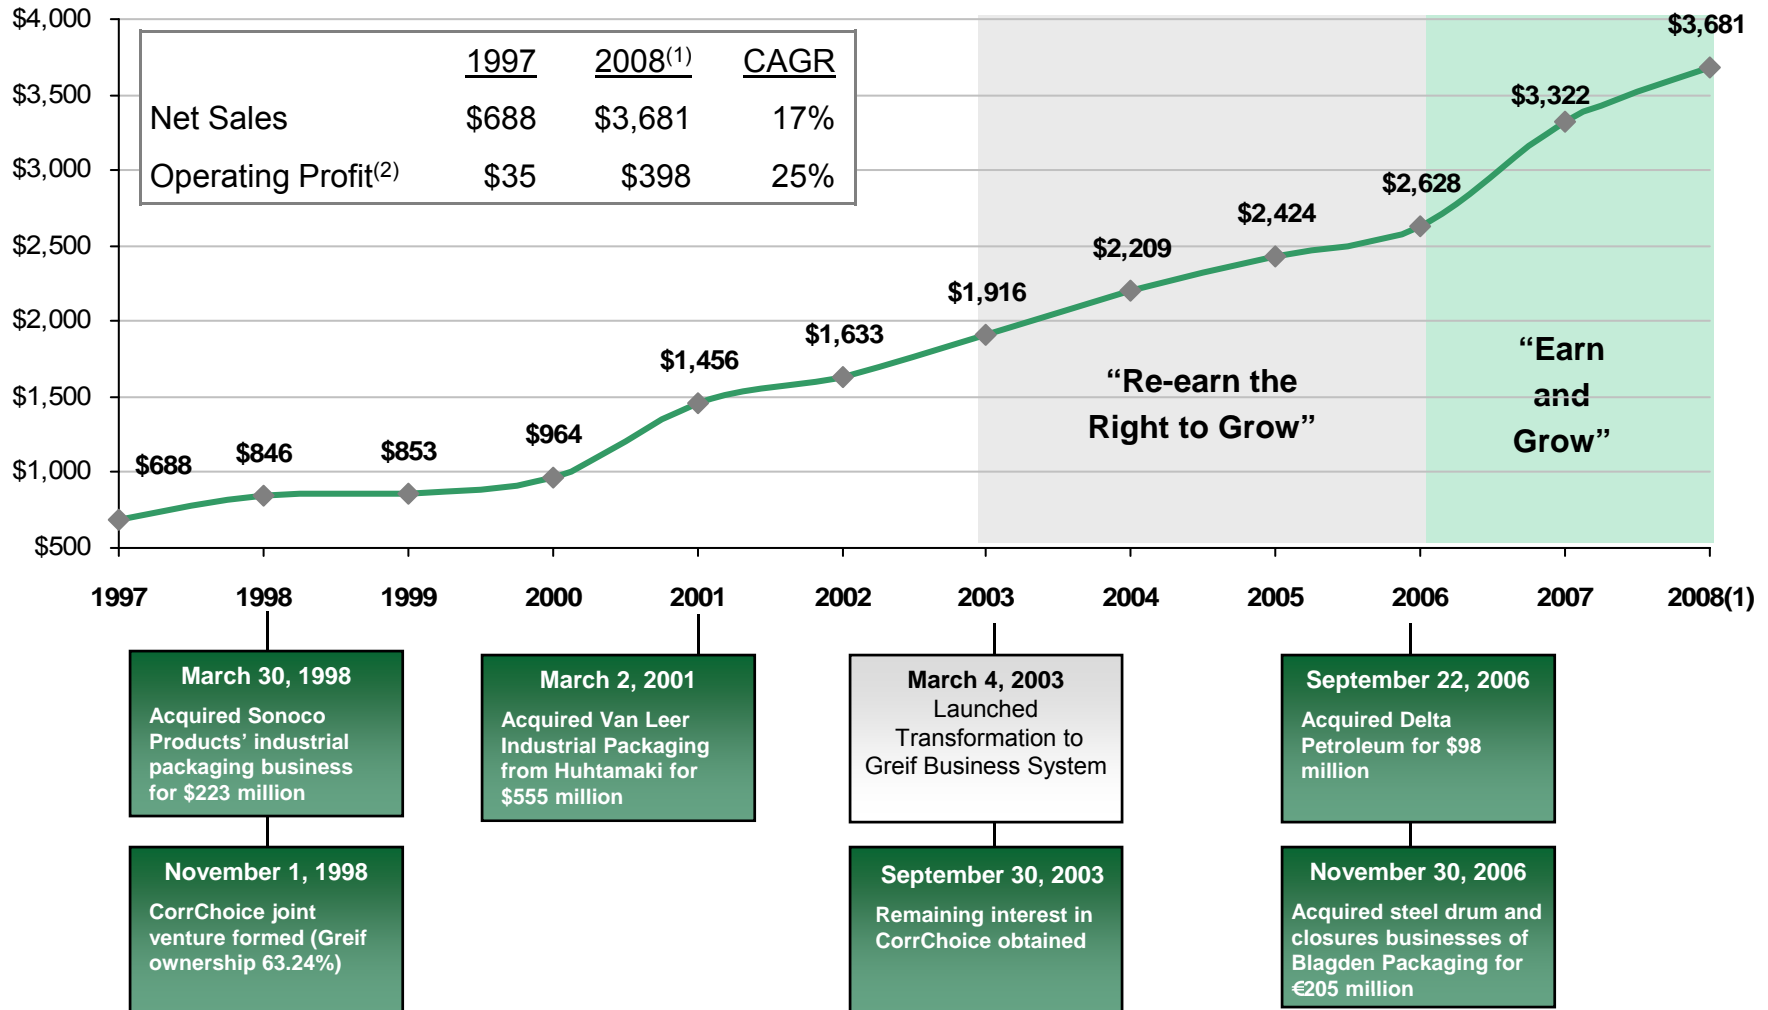 $4,000
$3,500
$3,000
$2,500
$2,000
$1,500
$1,000
$500
1997 2008(1) CAGR
Net Sales $688 $3,681 17%
Operating Profit(2) $35 $398 25%
$688
$846
$853
$964
$1,456
$1,633
$1,916
$2,209
$2,424
$2,628
$3,322
$3,681
“Re-earn the
Right to Grow”
“Earn
and
Grow”
1997 1998 1999 2000 2001 2002 2003 2004 2005 2006 2007 2008(1)
March 30, 1998
Acquired Sonoco
Products’ industrial
packaging business
for $223 million
November 1, 1998
CorrChoice joint
venture formed (Greif
ownership 63.24%)
March 2, 2001
Acquired Van Leer
Industrial Packaging
from Huhtamaki for
$555 million
March 4, 2003
Launched
Transformation to
Greif Business System
September 30, 2003
Remaining interest in
CorrChoice obtained
September 22, 2006
Acquired Delta
Petroleum for $98
million
November 30, 2006
Acquired steel drum and
closures businesses of
Blagden Packaging for
€205 million